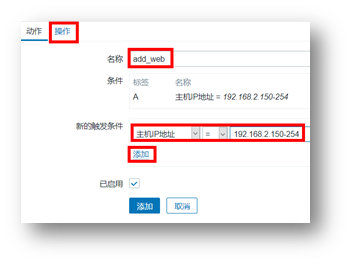 动作 操作
名称 add_web
条件 标签 名称
A 主机IP地址 = 192.168.2.150-254
新的触发条件 主机IP地址 = 192.168.2.150-254
添加
已启用
添加 取消